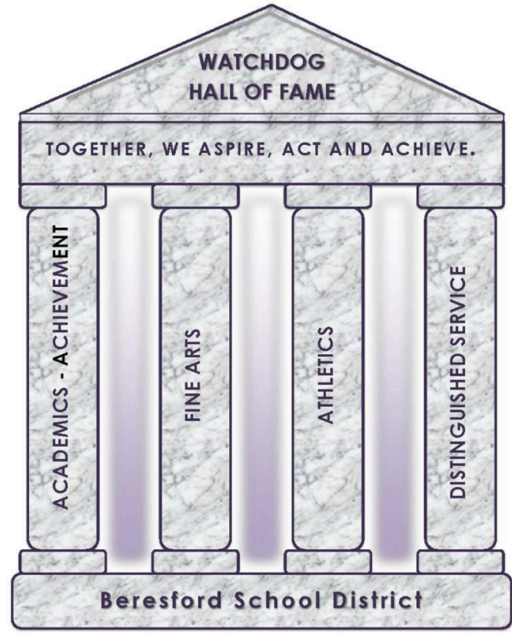 WATCHDOG
HALL OF FAME
TOGETHER, WE ASPIRE, ACT AND ACHIEVE.
ACADEMICS - ACHIEVEMENT
FINE ARTS
ATHLETICS
DISTINGUISHED SERVICE
Beresford School District